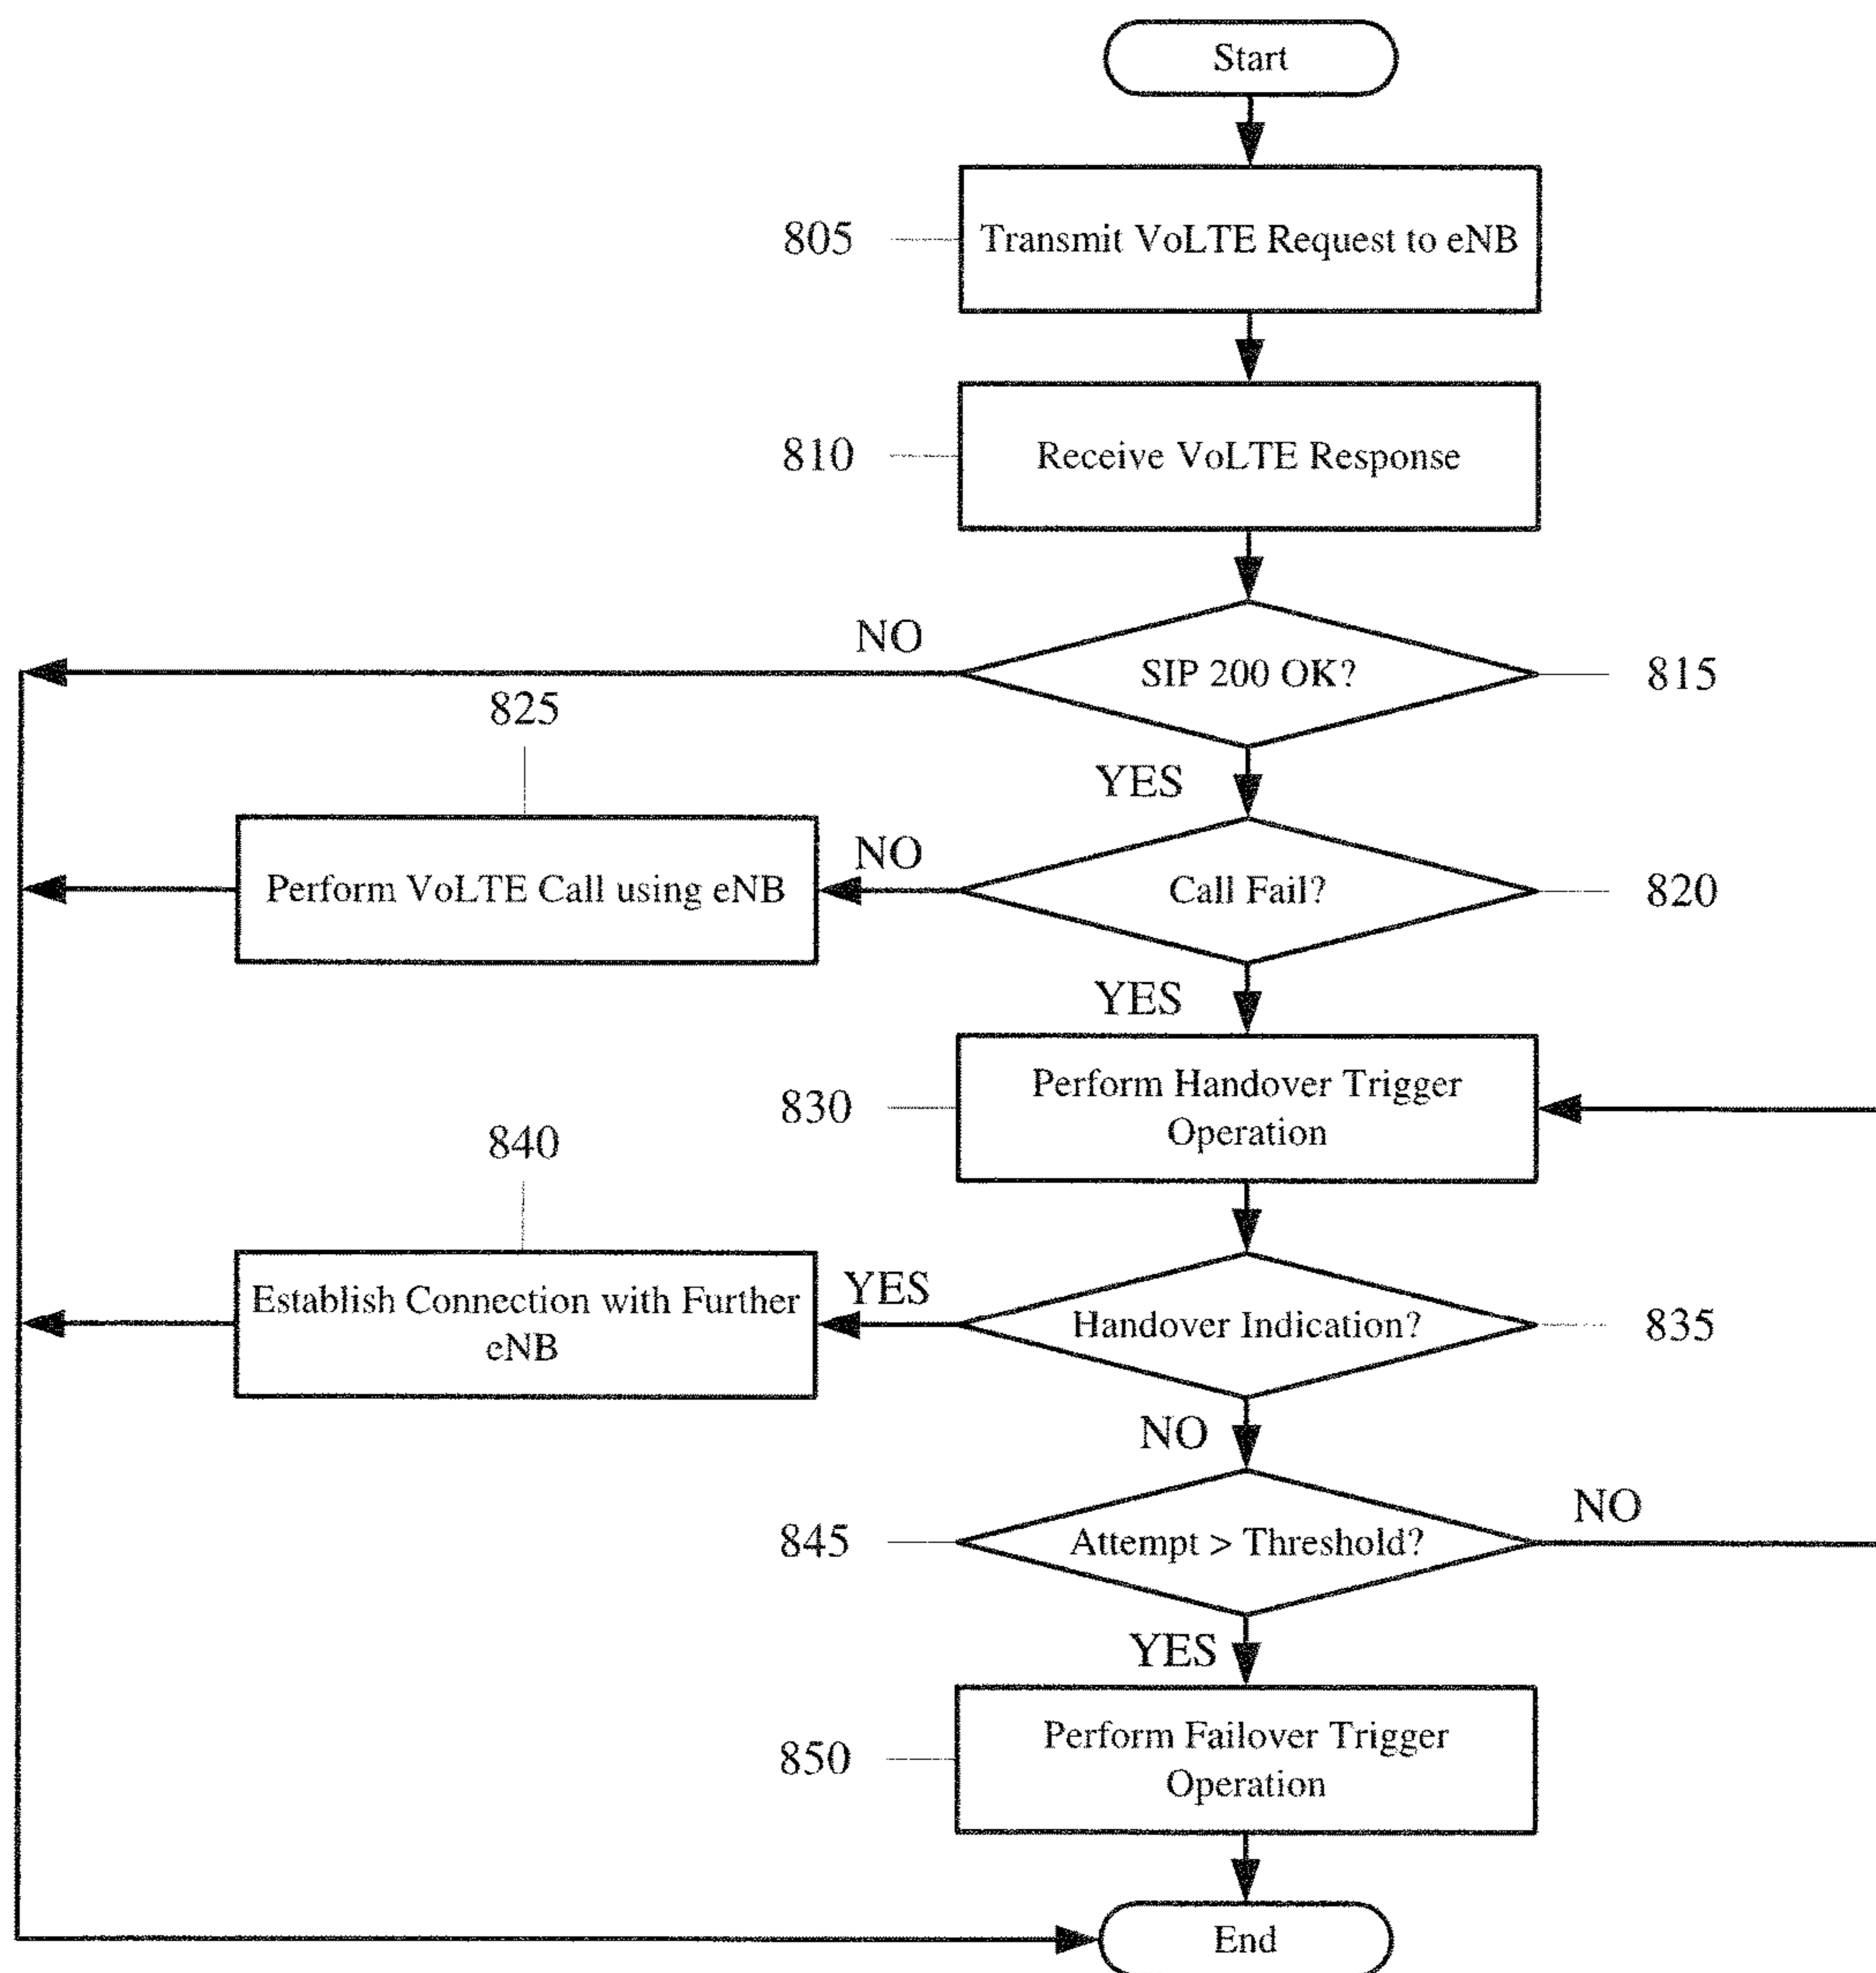 Start
805
Transmit VoLTE Request to eNB
810
Receive VoLTE Response
NO
SIP 200 OK?
815
825
YES
Perform VoLTE Call using eNB
NO
Call Fail?
820
YES
830
Perform Handover Trigger
Operation
840
Establish Connection with Further
eNB
YES
Handover Indication?
835
NO
845
Attempt > Threshold?
NO
YES
850
Perform Failover Trigger
Operation
End